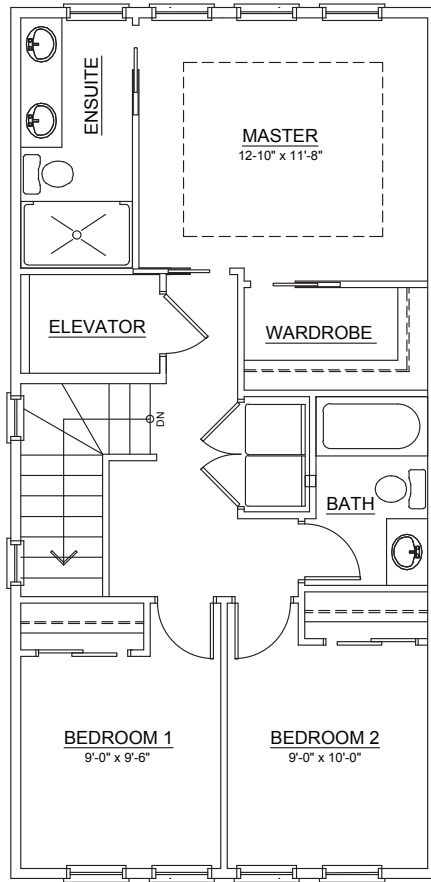 ENSUITE
MASTER
12-10" x 11'-8"
ELEVATOR
WARDROBE
DN
BATH
BEDROOM 1
9'-0" x 9'-6"
BEDROOM 2
9'-0" x 10'-0"